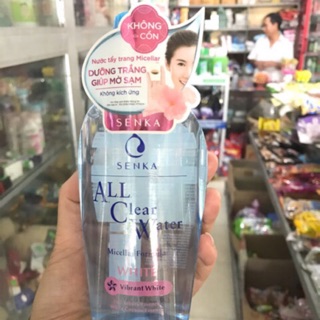 KHÔNG
CỒN
Nước tẩy trang Micellar
DƯỠNG TRẮNG
GIÚP MỜ SẠM
Không kích ứng
SENKA
SENKA
ALL
Clear
Water
Micellar Formula
WHITE
Vibrant White